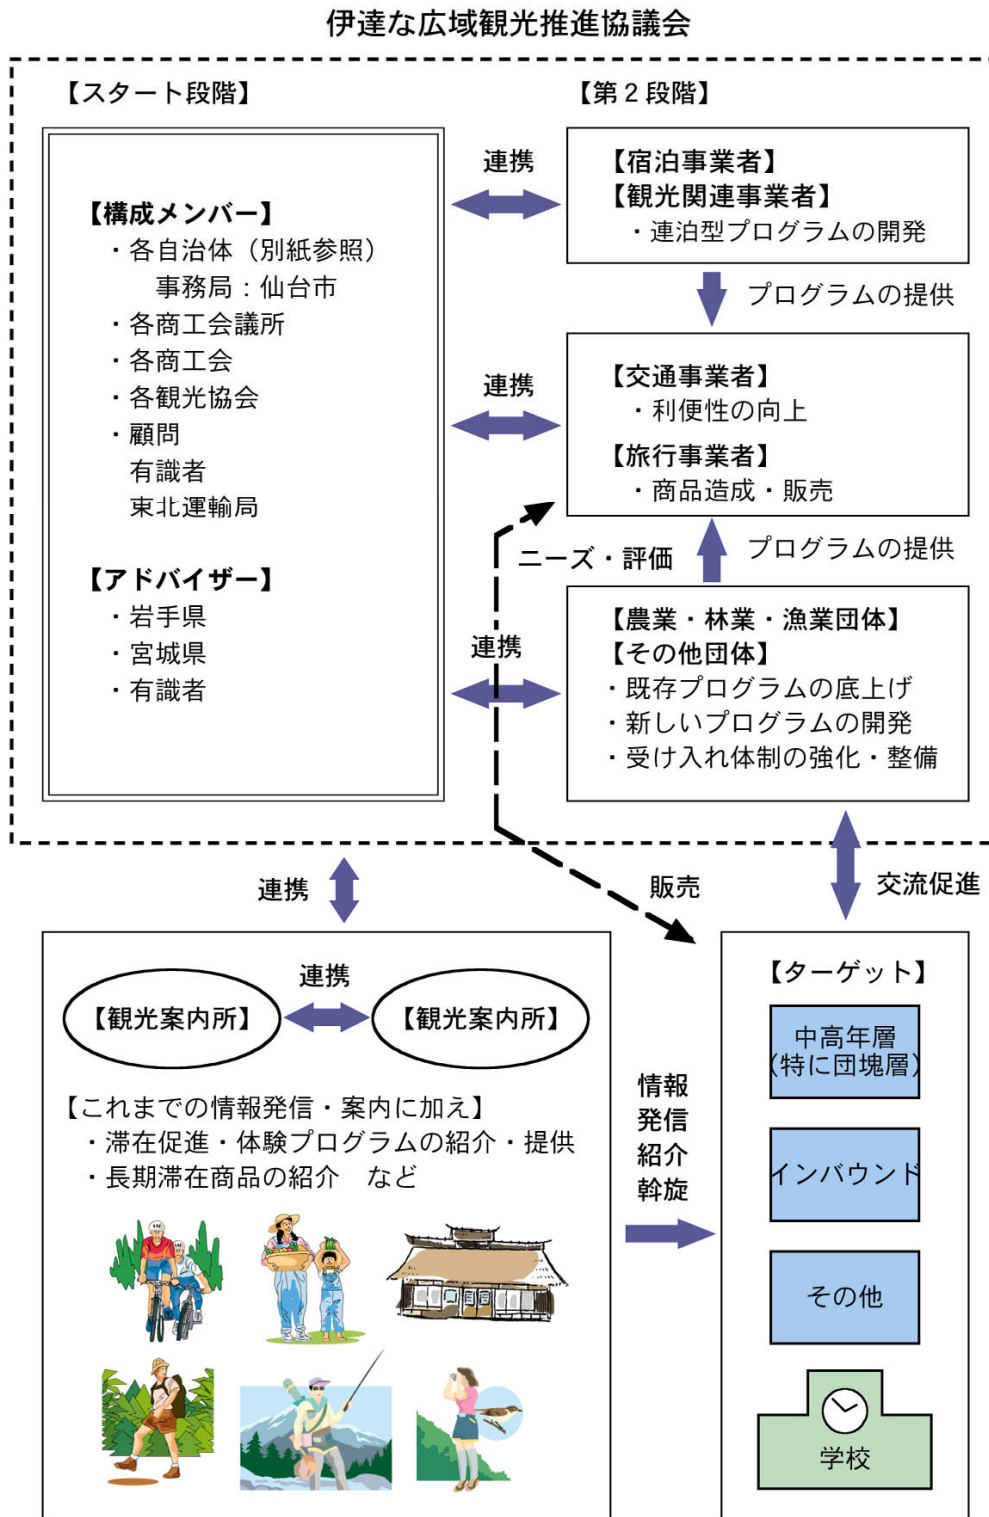 伊達な広域観光推進協議会
【スタート段階】
【構成メンバー】
・各自治体（別紙参照）
事務局：仙台市
・各商工会議所
・各商工会
・各観光協会
・顧問
有識者
東北運輸局
【アドバイザー】
・岩手県
・宮城県
・有識者
【第２段階】
連携
【宿泊事業者】
【観光関連事業者】
・連泊型プログラムの開発
プログラムの提供
連携
【交通事業者】
・利便性の向上
【旅行事業者】
・商品造成・販売
ニーズ・評価
プログラムの提供
連携
【農業・林業・漁業団体】
【その他団体】
・既存プログラムの底上げ
・新しいプログラムの開発
・受け入れ体制の強化・整備
連携
販売
交流促進
【観光案内所】
連携
【観光案内所】
【これまでの情報発信・案内に加え】
・滞在促進・体験プログラムの紹介・提供
・長期滞在商品の紹介　など
情報
発信
紹介
斡旋
【ターゲット】
中高年層
（特に団塊層）
インバウンド
その他
学校